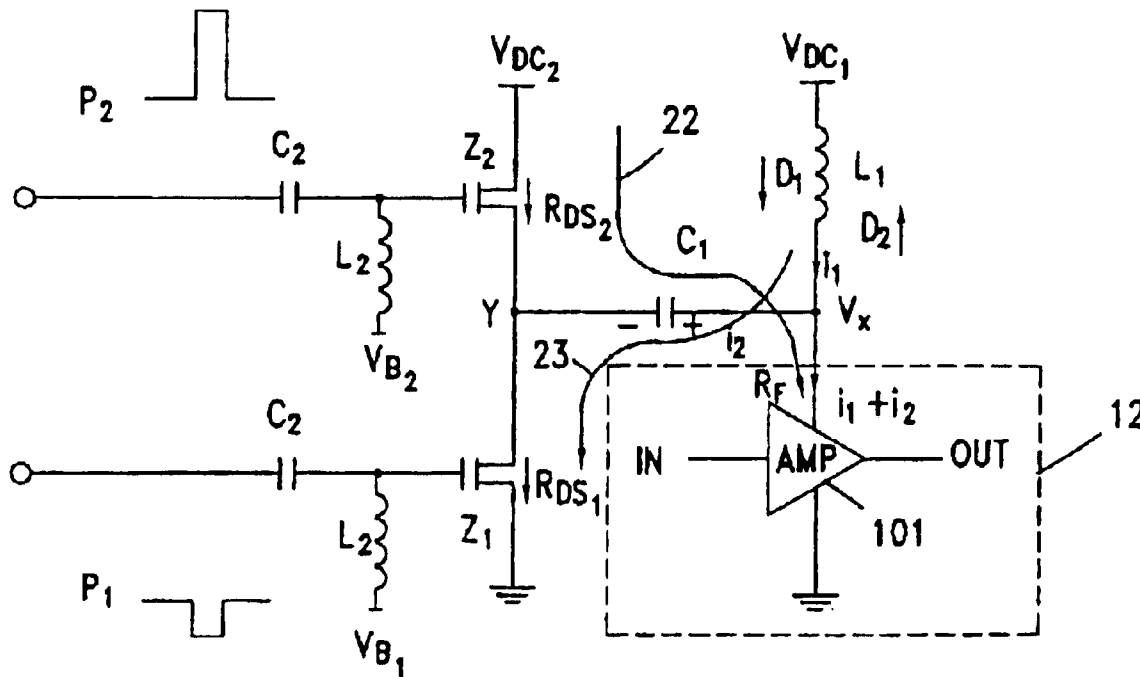 P2
VDC2
VDC1
22
C2
Z2
D1
L1
RDS2
D2
L2
C1
i1
Y
- +
Vx
i2
VB2
23
RF
i1 + i2
12
C2
IN
AMP
OUT
RDS1
L2
Z1
101
P1
VB1